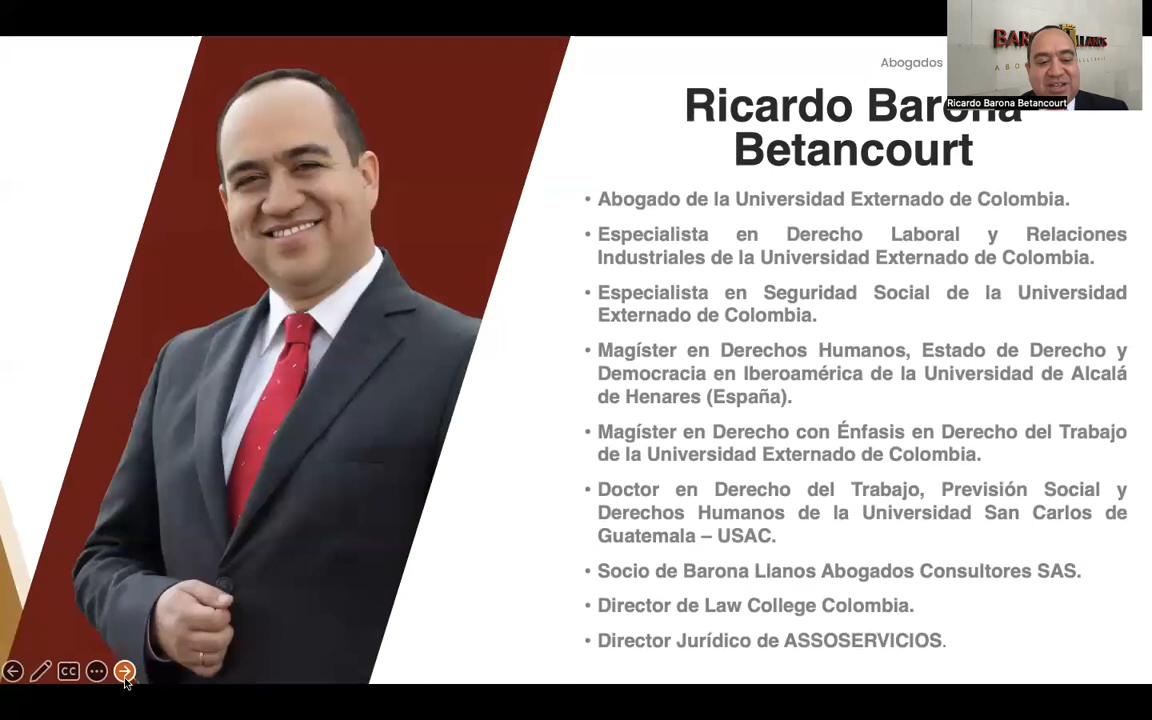 Abogados
Ricardo Barona
Betancourt
Ricardo Barona Betancourt
• Abogado de la Universidad Externado de Colombia.
• Especialista en Derecho Laboral y Relaciones
Industriales de la Universidad Externado de Colombia.
• Especialista en Seguridad Social de la Universidad
Externado de Colombia.
• Magíster en Derechos Humanos, Estado de Derecho y
Democracia en Iberoamérica de la Universidad de Alcalá
de Henares (España).
• Magíster en Derecho con Énfasis en Derecho del Trabajo
de la Universidad Externado de Colombia.
• Doctor en Derecho del Trabajo, Previsión Social y
Derechos Humanos de la Universidad San Carlos de
Guatemala – USAC.
• Socio de Barona Llanos Abogados Consultores SAS.
• Director de Law College Colombia.
• Director Jurídico de ASSOSERVICIOS.
CC